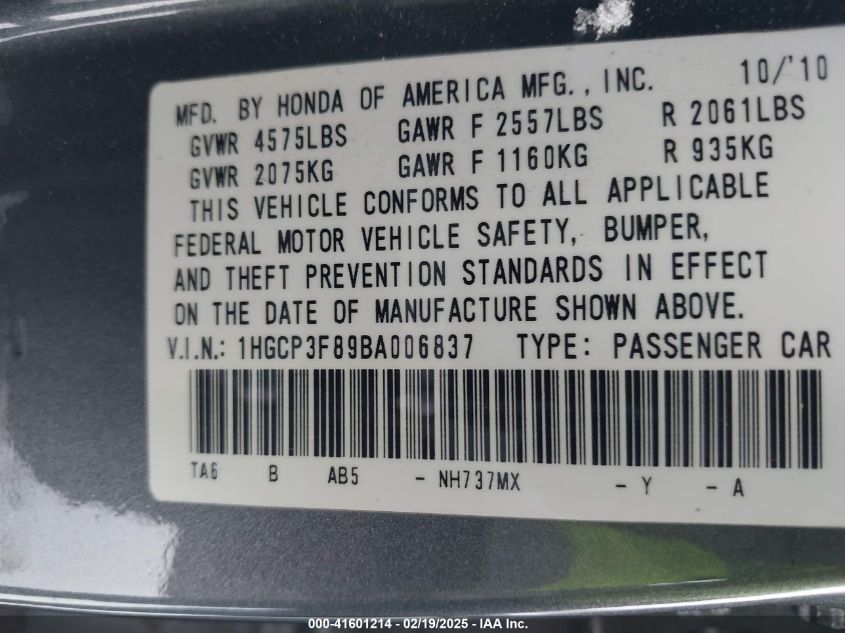 MFD. BY HONDA OF AMERICA MFG., INC. 10/'10
GVWR 4575LBS GAWR F 2557LBS R 2061LBS
GVWR 2075KG GAWR F 1160KG R 935KG
THIS VEHICLE CONFORMS TO ALL APPLICABLE
FEDERAL MOTOR VEHICLE SAFETY, BUMPER,
AND THEFT PREVENTION STANDARDS IN EFFECT
ON THE DATE OF MANUFACTURE SHOWN ABOVE.
V.I.N.: 1HGCP3F89BA006837 TYPE: PASSENGER CAR
TA6 B AB5 - NH737MX - Y - A
000-41601214 - 02/19/2025 - IAA Inc.